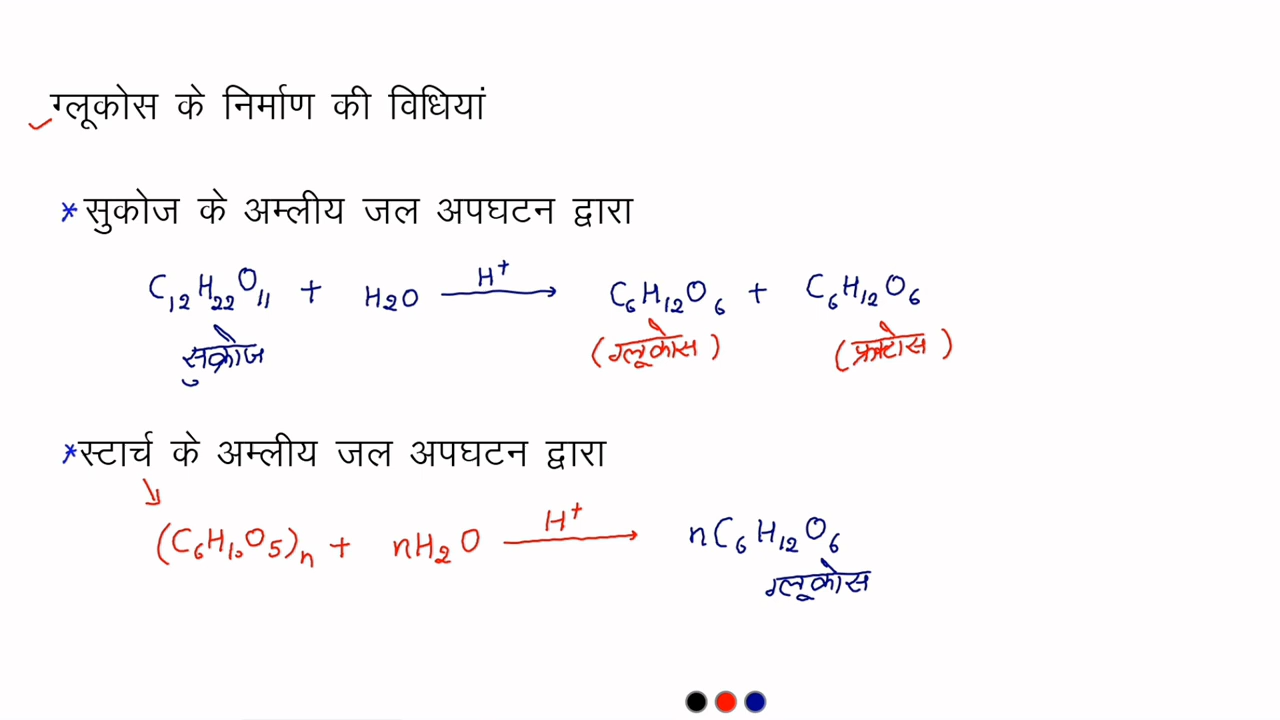 ग्लूकोस के निर्माण की विधियां
* सुकोज के अम्लीय जल अपघटन द्वारा
C₁₂H₂₂O₁₁ + H₂O —H⁺→ C₆H₁₂O₆ + C₆H₁₂O₆
सुक्रोज (ग्लूकोस) (फ्रक्टोस)
* स्टार्च के अम्लीय जल अपघटन द्वारा
(C₆H₁₀O₅)ₙ + nH₂O —H⁺→ nC₆H₁₂O₆
ग्लूकोस